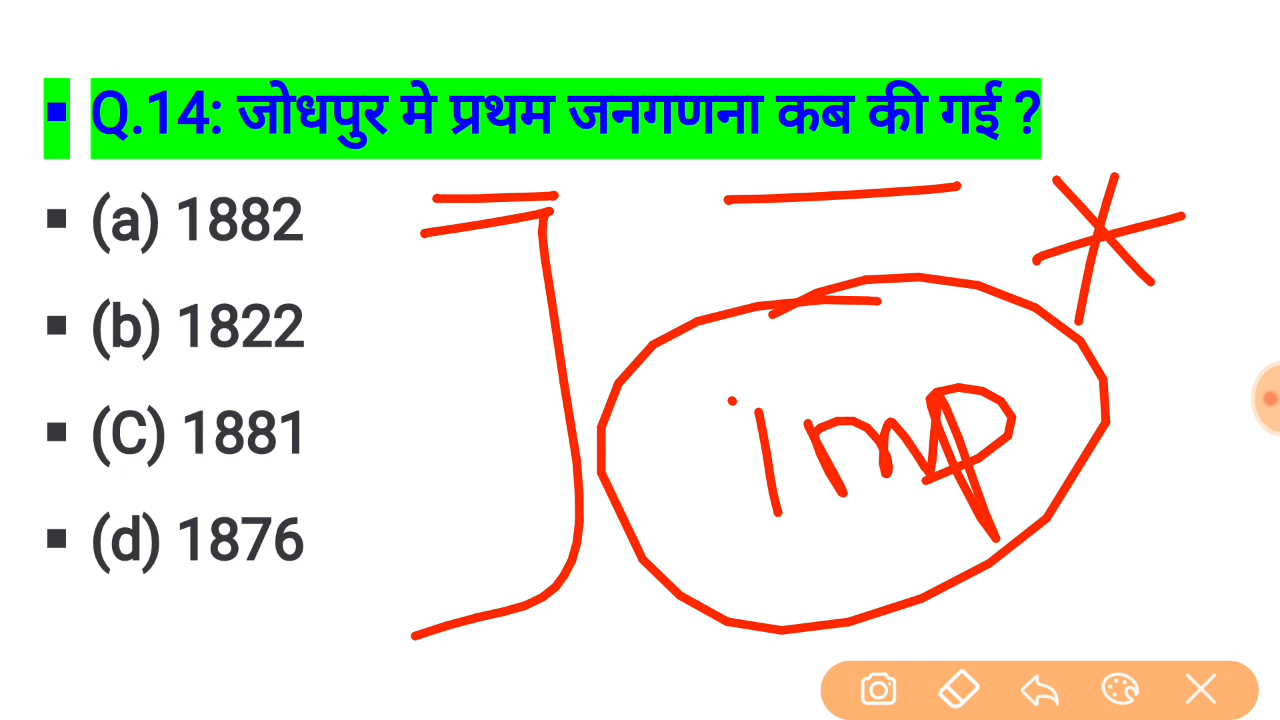 Q.14: जोधपुर मे प्रथम जनगणना कब की गई ?
(a) 1882
(b) 1822
(C) 1881
(d) 1876
imp